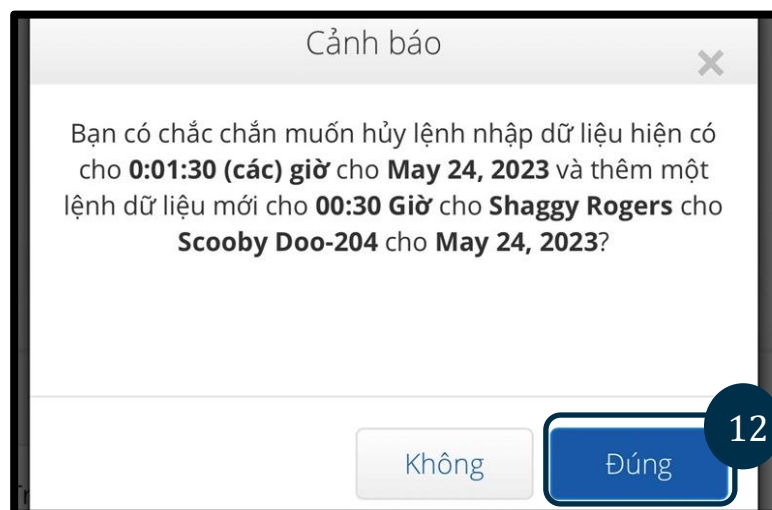 Cảnh báo
Bạn có chắc chắn muốn hủy lệnh nhập dữ liệu hiện có
cho 0:01:30 (các) giờ cho May 24, 2023 và thêm một
lệnh dữ liệu mới cho 00:30 Giờ cho Shaggy Rogers cho
Scooby Doo-204 cho May 24, 2023?
12
Không
Đúng